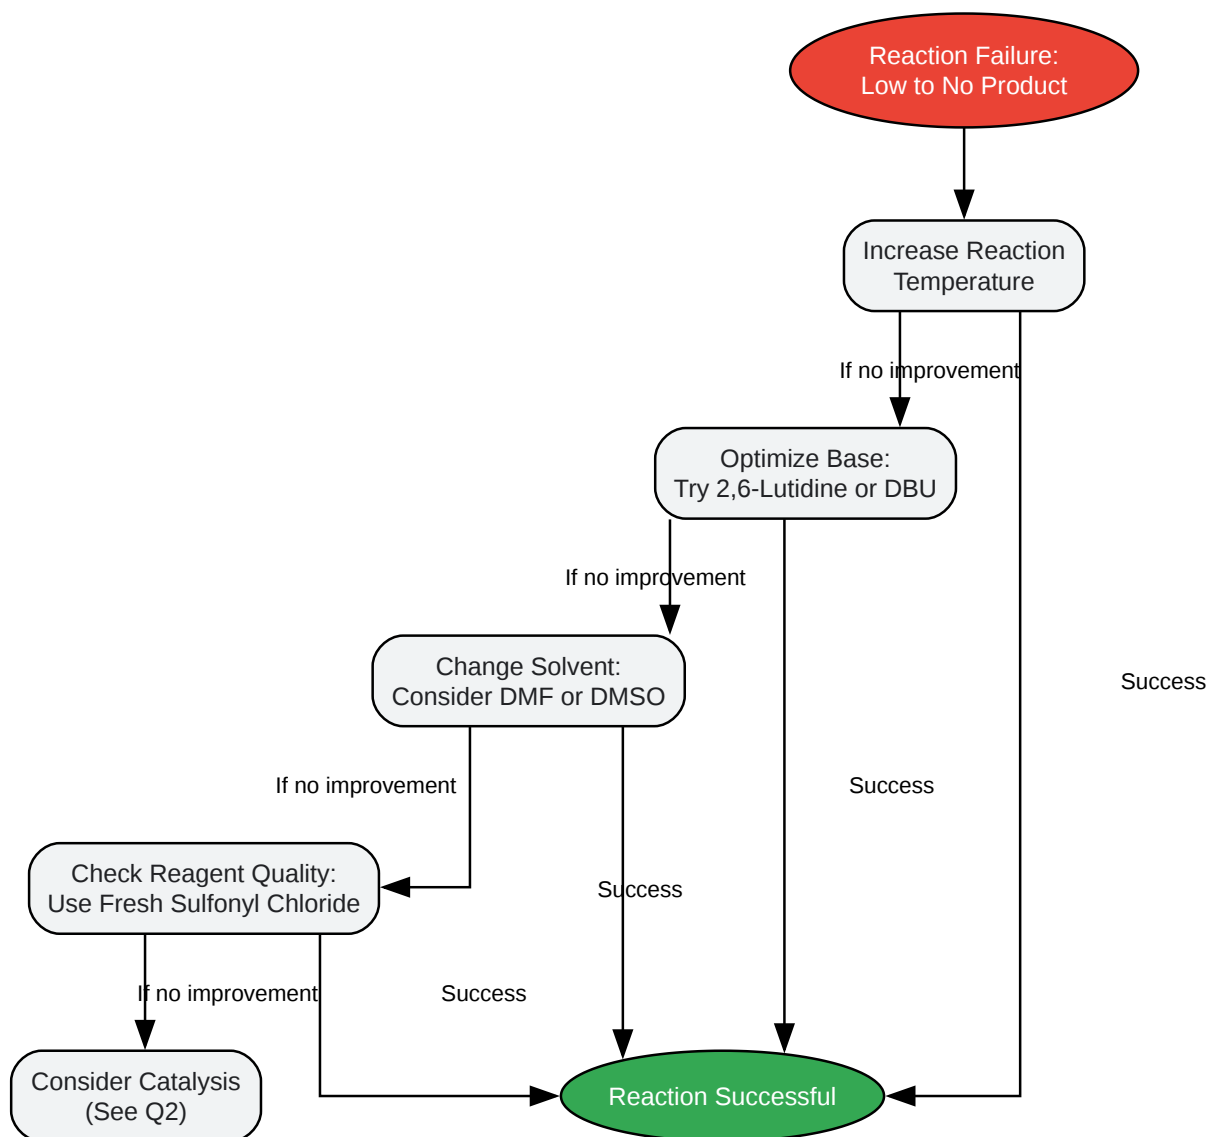 Reaction Failure:
Low to No Product
Increase Reaction
Temperature
If no improvement
Optimize Base:
Try 2,6-Lutidine or DBU
If no improvement
Change Solvent:
Consider DMF or DMSO
Success
If no improvement
Success
Check Reagent Quality:
Use Fresh Sulfonyl Chloride
Success
If no improvement
Success
Consider Catalysis
(See Q2)
Reaction Successful